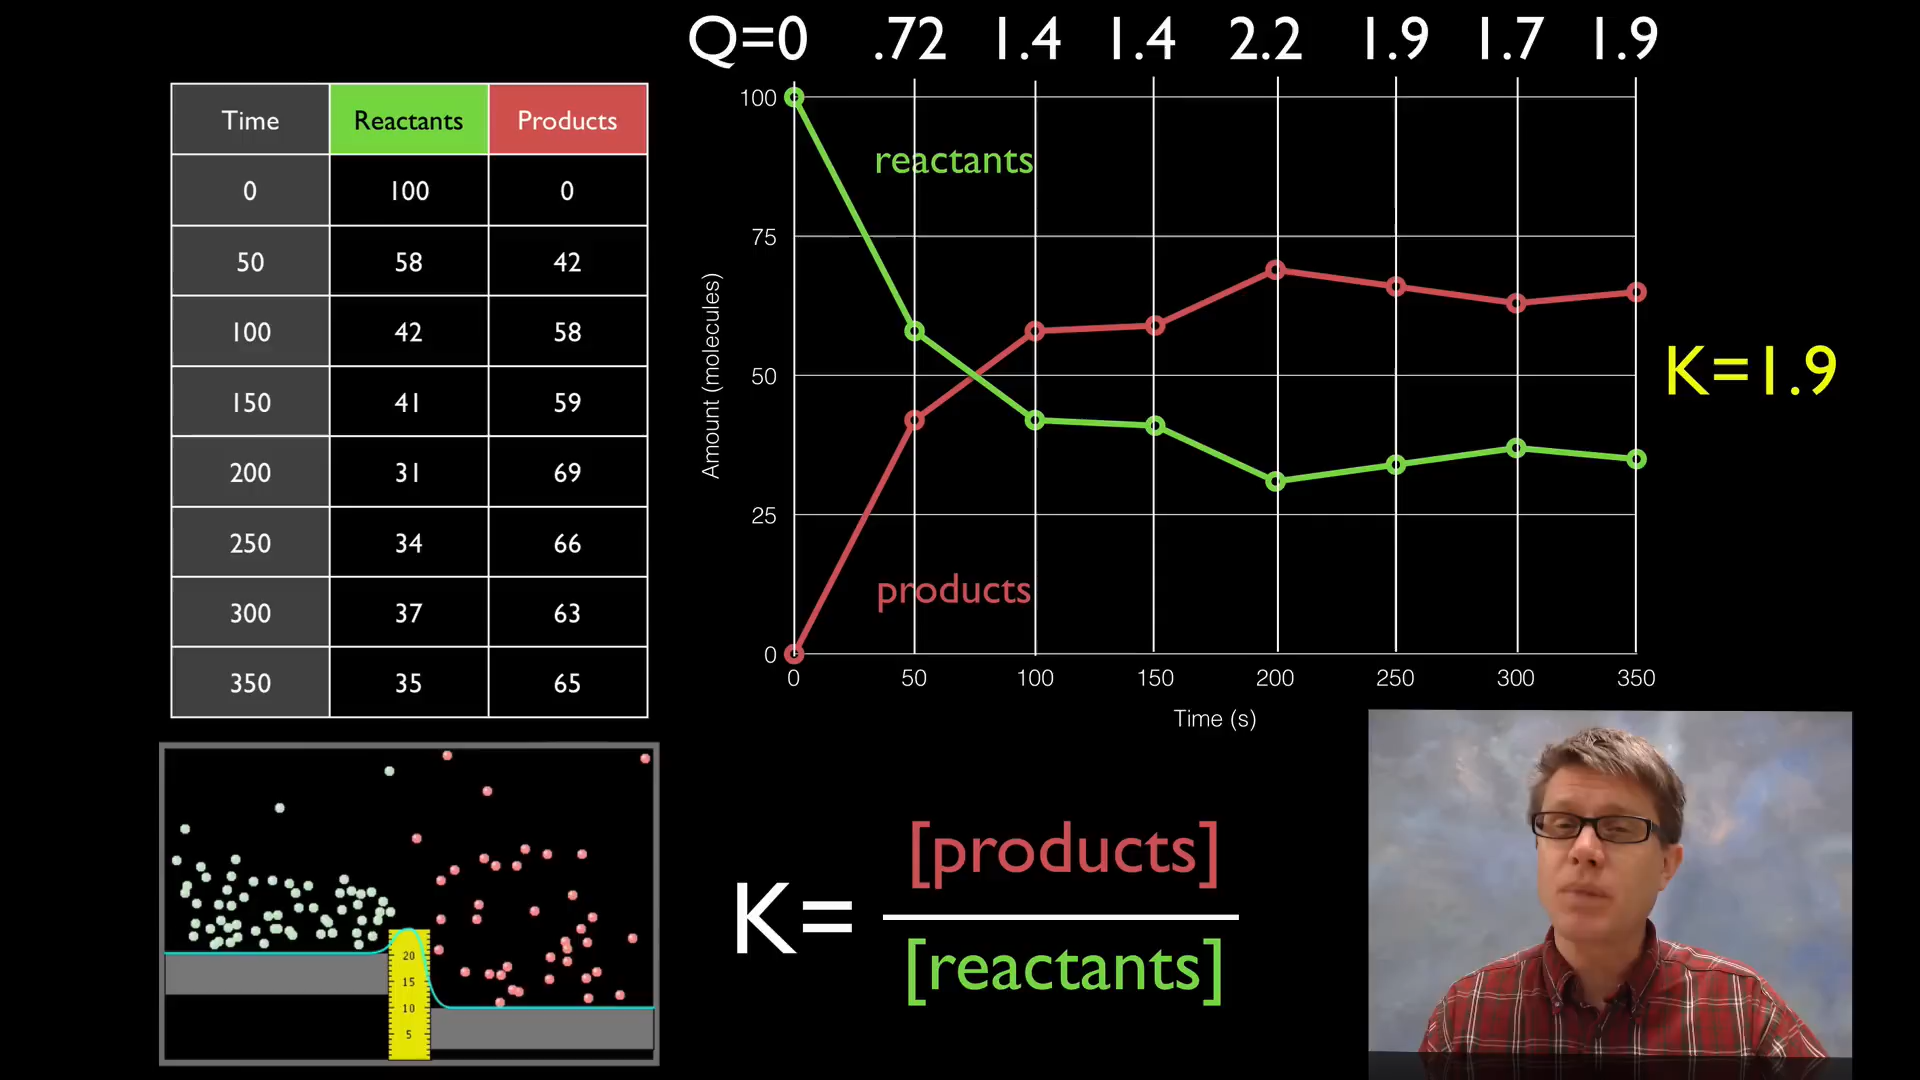 Q=0 .72 1.4 1.4 2.2 1.9 1.7 1.9
Time Reactants Products
0 100 0
50 58 42
100 42 58
150 41 59
200 31 69
250 34 66
300 37 63
350 35 65
100
75
50
25
0
Amount (molecules)
reactants
products
0 50 100 150 200 250 300 350
Time (s)
K=1.9
20
15
10
5
K= [products]
[reactants]